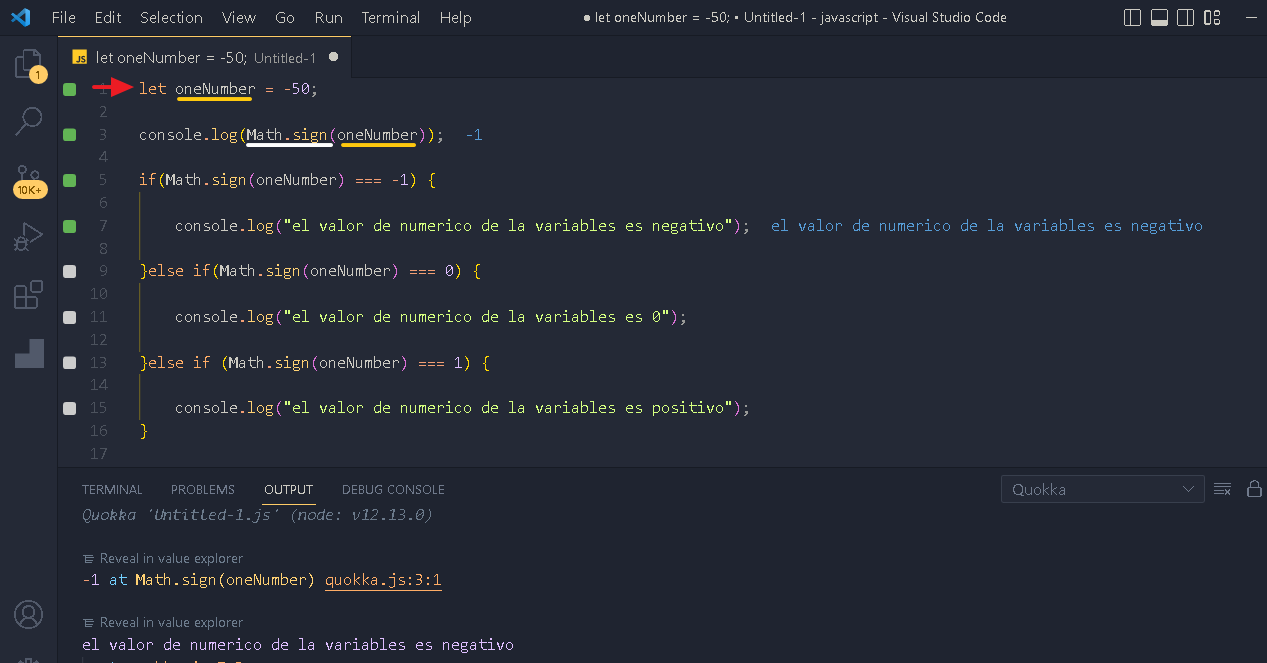 File Edit Selection View Go Run Terminal Help ● let oneNumber = -50; • Untitled-1 - javascript - Visual Studio Code
JS let oneNumber = -50; Untitled-1 ●
1 let oneNumber = -50;
2
3 console.log(Math.sign(oneNumber)); -1
4
5 if(Math.sign(oneNumber) === -1) {
6
7 console.log("el valor de numerico de la variables es negativo"); el valor de numerico de la variables es negativo
8
9 }else if(Math.sign(oneNumber) === 0) {
10
11 console.log("el valor de numerico de la variables es 0");
12
13 }else if (Math.sign(oneNumber) === 1) {
14
15 console.log("el valor de numerico de la variables es positivo");
16 }
17
1
10K+
TERMINAL PROBLEMS OUTPUT DEBUG CONSOLE Quokka
Quokka 'Untitled-1.js' (node: v12.13.0)
Reveal in value explorer
-1 at Math.sign(oneNumber) quokka.js:3:1
Reveal in value explorer
el valor de numerico de la variables es negativo